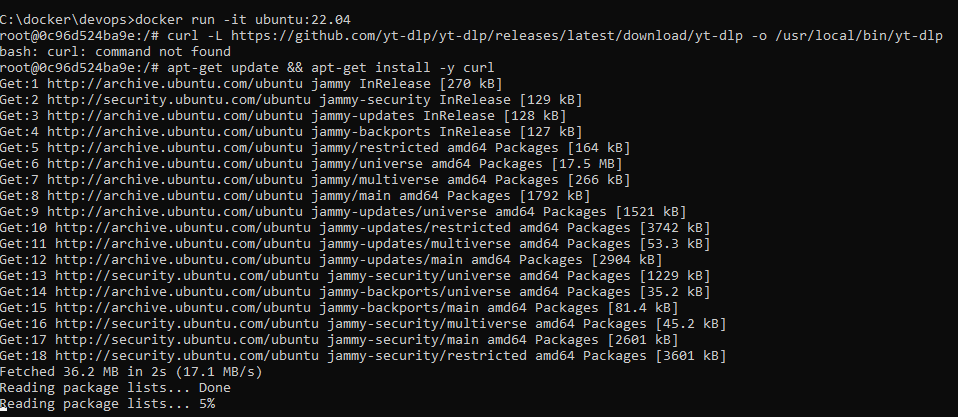 C:\docker\devops>docker run -it ubuntu:22.04
root@0c96d524ba9e:/# curl -L https://github.com/yt-dlp/yt-dlp/releases/latest/download/yt-dlp -o /usr/local/bin/yt-dlp
bash: curl: command not found
root@0c96d524ba9e:/# apt-get update && apt-get install -y curl
Get:1 http://archive.ubuntu.com/ubuntu jammy InRelease [270 kB]
Get:2 http://security.ubuntu.com/ubuntu jammy-security InRelease [129 kB]
Get:3 http://archive.ubuntu.com/ubuntu jammy-updates InRelease [128 kB]
Get:4 http://archive.ubuntu.com/ubuntu jammy-backports InRelease [127 kB]
Get:5 http://archive.ubuntu.com/ubuntu jammy/restricted amd64 Packages [164 kB]
Get:6 http://archive.ubuntu.com/ubuntu jammy/universe amd64 Packages [17.5 MB]
Get:7 http://archive.ubuntu.com/ubuntu jammy/multiverse amd64 Packages [266 kB]
Get:8 http://archive.ubuntu.com/ubuntu jammy/main amd64 Packages [1792 kB]
Get:9 http://archive.ubuntu.com/ubuntu jammy-updates/universe amd64 Packages [1521 kB]
Get:10 http://archive.ubuntu.com/ubuntu jammy-updates/restricted amd64 Packages [3742 kB]
Get:11 http://archive.ubuntu.com/ubuntu jammy-updates/multiverse amd64 Packages [53.3 kB]
Get:12 http://archive.ubuntu.com/ubuntu jammy-updates/main amd64 Packages [2904 kB]
Get:13 http://security.ubuntu.com/ubuntu jammy-security/universe amd64 Packages [1229 kB]
Get:14 http://archive.ubuntu.com/ubuntu jammy-backports/universe amd64 Packages [35.2 kB]
Get:15 http://archive.ubuntu.com/ubuntu jammy-backports/main amd64 Packages [81.4 kB]
Get:16 http://security.ubuntu.com/ubuntu jammy-security/multiverse amd64 Packages [45.2 kB]
Get:17 http://security.ubuntu.com/ubuntu jammy-security/main amd64 Packages [2601 kB]
Get:18 http://security.ubuntu.com/ubuntu jammy-security/restricted amd64 Packages [3601 kB]
Fetched 36.2 MB in 2s (17.1 MB/s)
Reading package lists... Done
Reading package lists... 5%